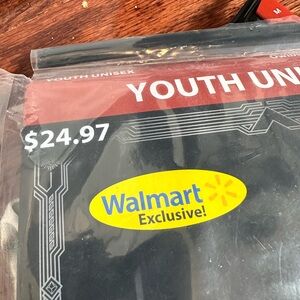 YOUTH UNISEX
YOUTH UNI
$24.97
Walmart
Exclusive!